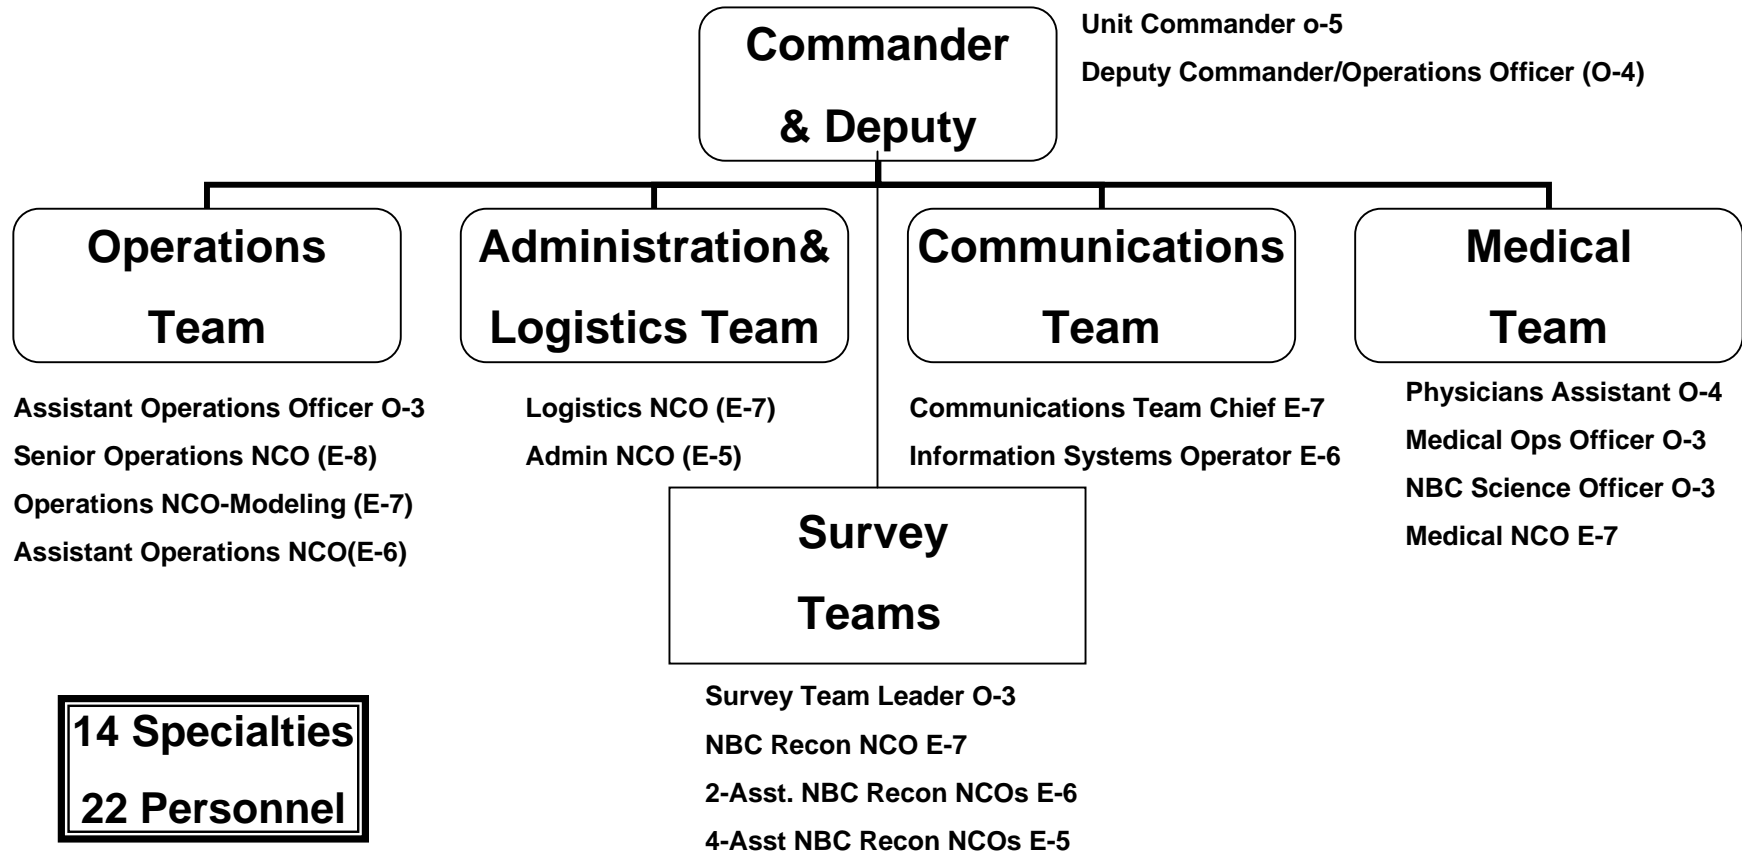 Commander
& Deputy
Unit Commander o-5
Deputy Commander/Operations Officer (O-4)
Operations
Team
Assistant Operations Officer O-3
Senior Operations NCO (E-8)
Operations NCO-Modeling (E-7)
Assistant Operations NCO(E-6)
Administration&
Logistics Team
Logistics NCO (E-7)
Admin NCO (E-5)
Communications
Team
Communications Team Chief E-7
Information Systems Operator E-6
Medical
Team
Physicians Assistant O-4
Medical Ops Officer O-3
NBC Science Officer O-3
Medical NCO E-7
Survey
Teams
Survey Team Leader O-3
NBC Recon NCO E-7
2-Asst. NBC Recon NCOs E-6
4-Asst NBC Recon NCOs E-5
14 Specialties
22 Personnel